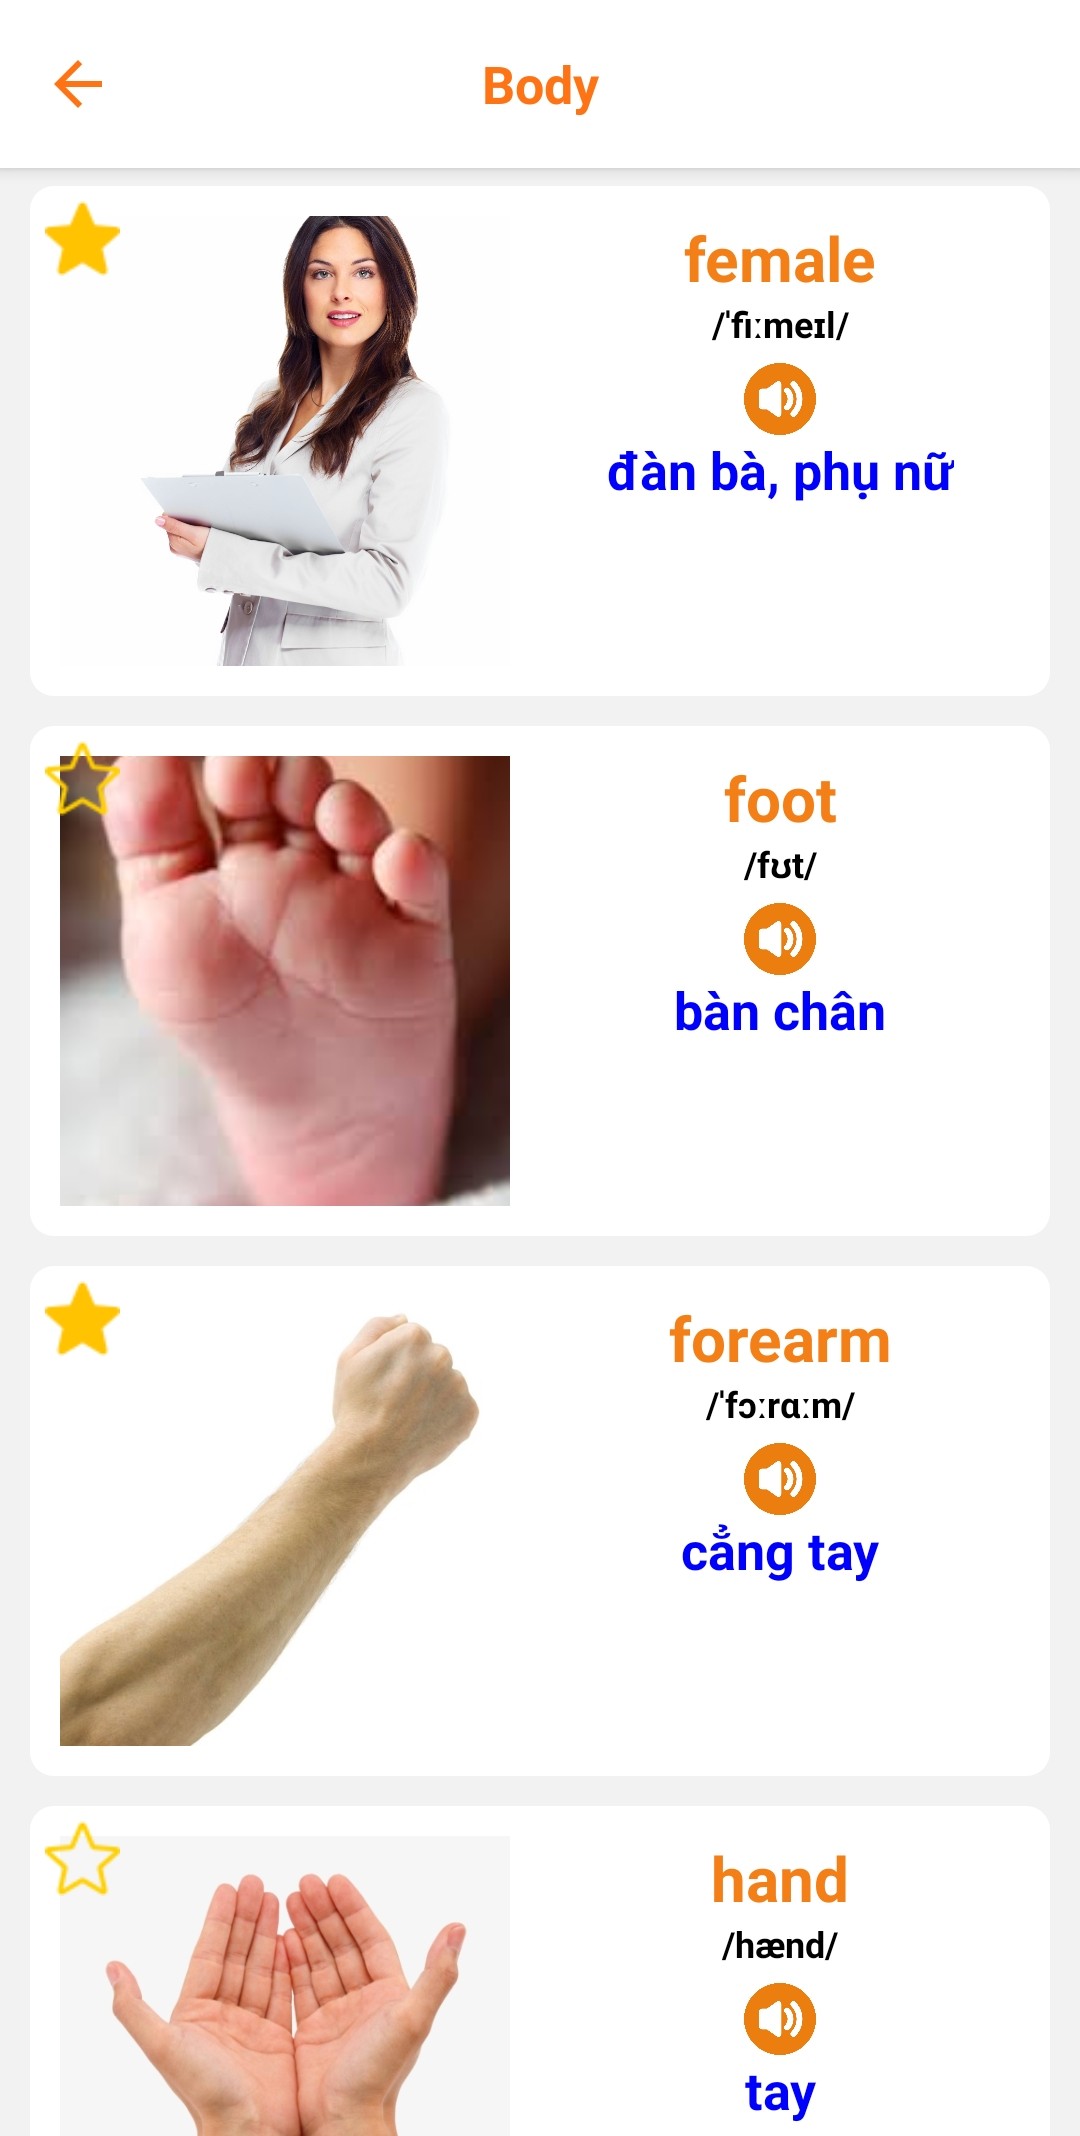 Body
female
/ˈfiːmeɪl/
đàn bà, phụ nữ
foot
/fʊt/
bàn chân
forearm
/ˈfɔːrɑːm/
cẳng tay
hand
/hænd/
tay